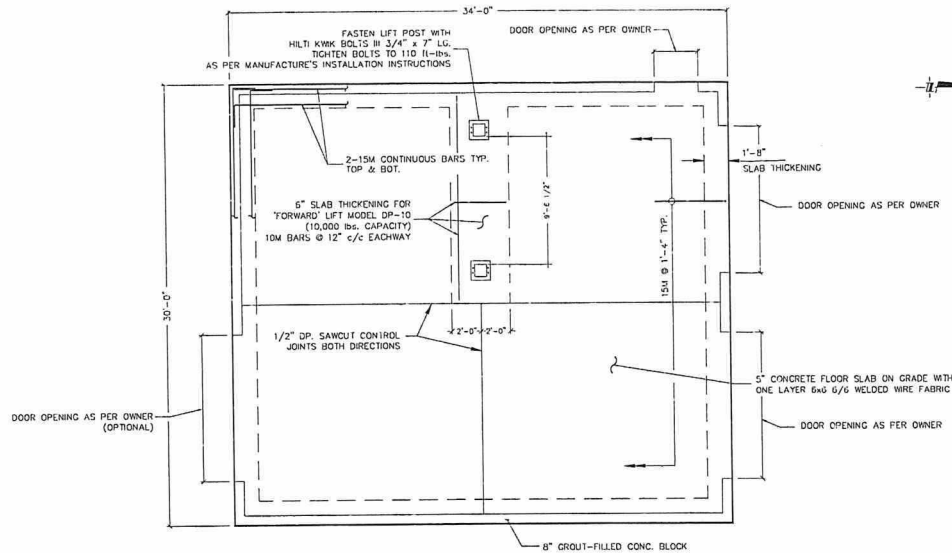 34'-0"
FASTEN LIFT POST WITH
HILTI KWIK BOLTS III 3/4" x 7" LG.
TIGHTEN BOLTS TO 110 ft-lbs.
AS PER MANUFACTURE'S INSTALLATION INSTRUCTIONS
DOOR OPENING AS PER OWNER
2-15M CONTINUOUS BARS TYP.
TOP & BOT.
1'-8"
SLAB THICKENING
6" SLAB THICKENING FOR
'FORWARD' LIFT MODEL DP-10
(10,000 lbs. CAPACITY)
10M BARS @ 12" c/c EACHWAY
9'-6 1/2"
15M @ 1'-4" TYP.
DOOR OPENING AS PER OWNER
30'-0"
1/2" DP. SAWCUT CONTROL
JOINTS BOTH DIRECTIONS
2'-0"
2'-0"
5" CONCRETE FLOOR SLAB ON GRADE WITH
ONE LAYER 6x6 6/6 WELDED WIRE FABRIC
DOOR OPENING AS PER OWNER
(OPTIONAL)
DOOR OPENING AS PER OWNER
8" GROUT-FILLED CONC. BLOCK